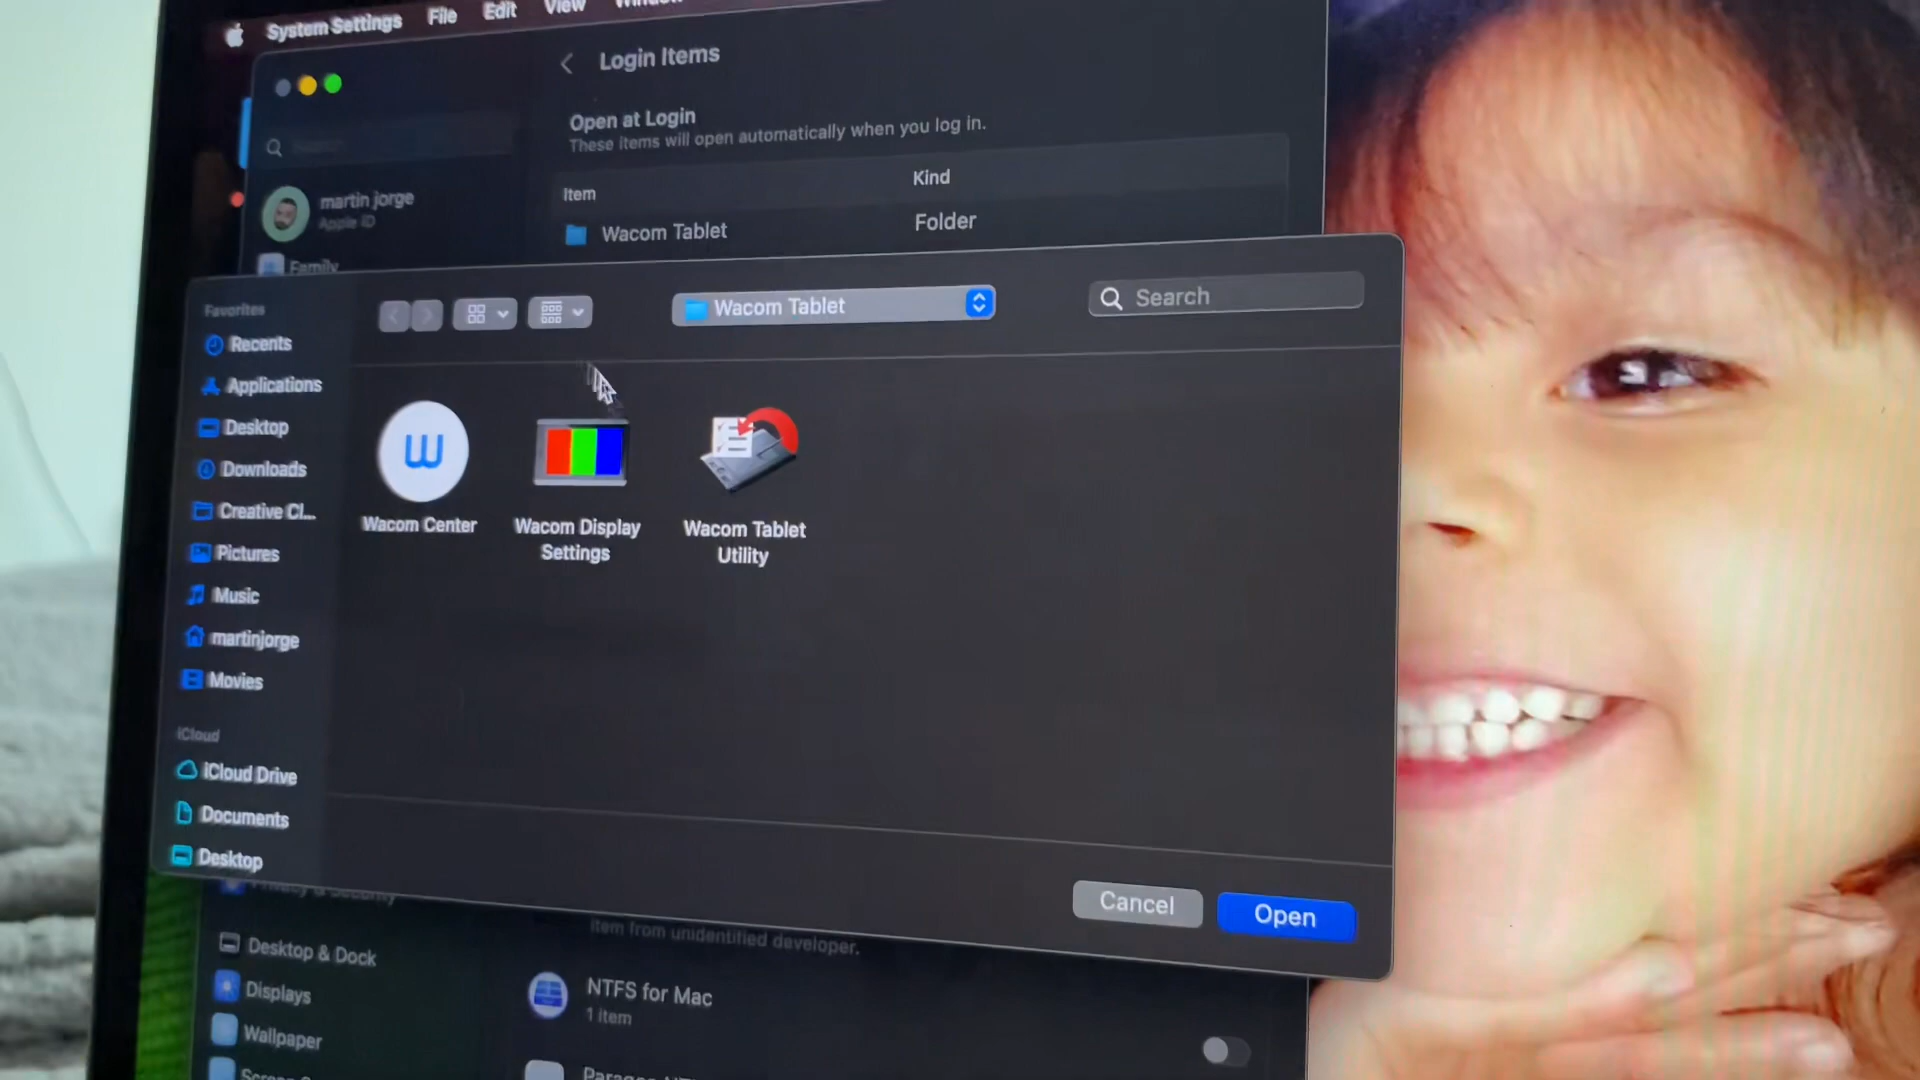 System Settings File Edit View
Login Items
Open at Login
These items will open automatically when you log in.
Item Kind
Wacom Tablet Folder
martin jorge
Apple ID
Family
Favorites
Recents
Applications
Desktop
Downloads
Creative Cl...
Pictures
Music
martinjorge
Movies
iCloud
iCloud Drive
Documents
Desktop
Wacom Tablet
Search
W
Wacom Center
Wacom Display
Settings
Wacom Tablet
Utility
Cancel
Open
Desktop & Dock
Displays
Wallpaper
item from unidentified developer.
NTFS for Mac
1 item